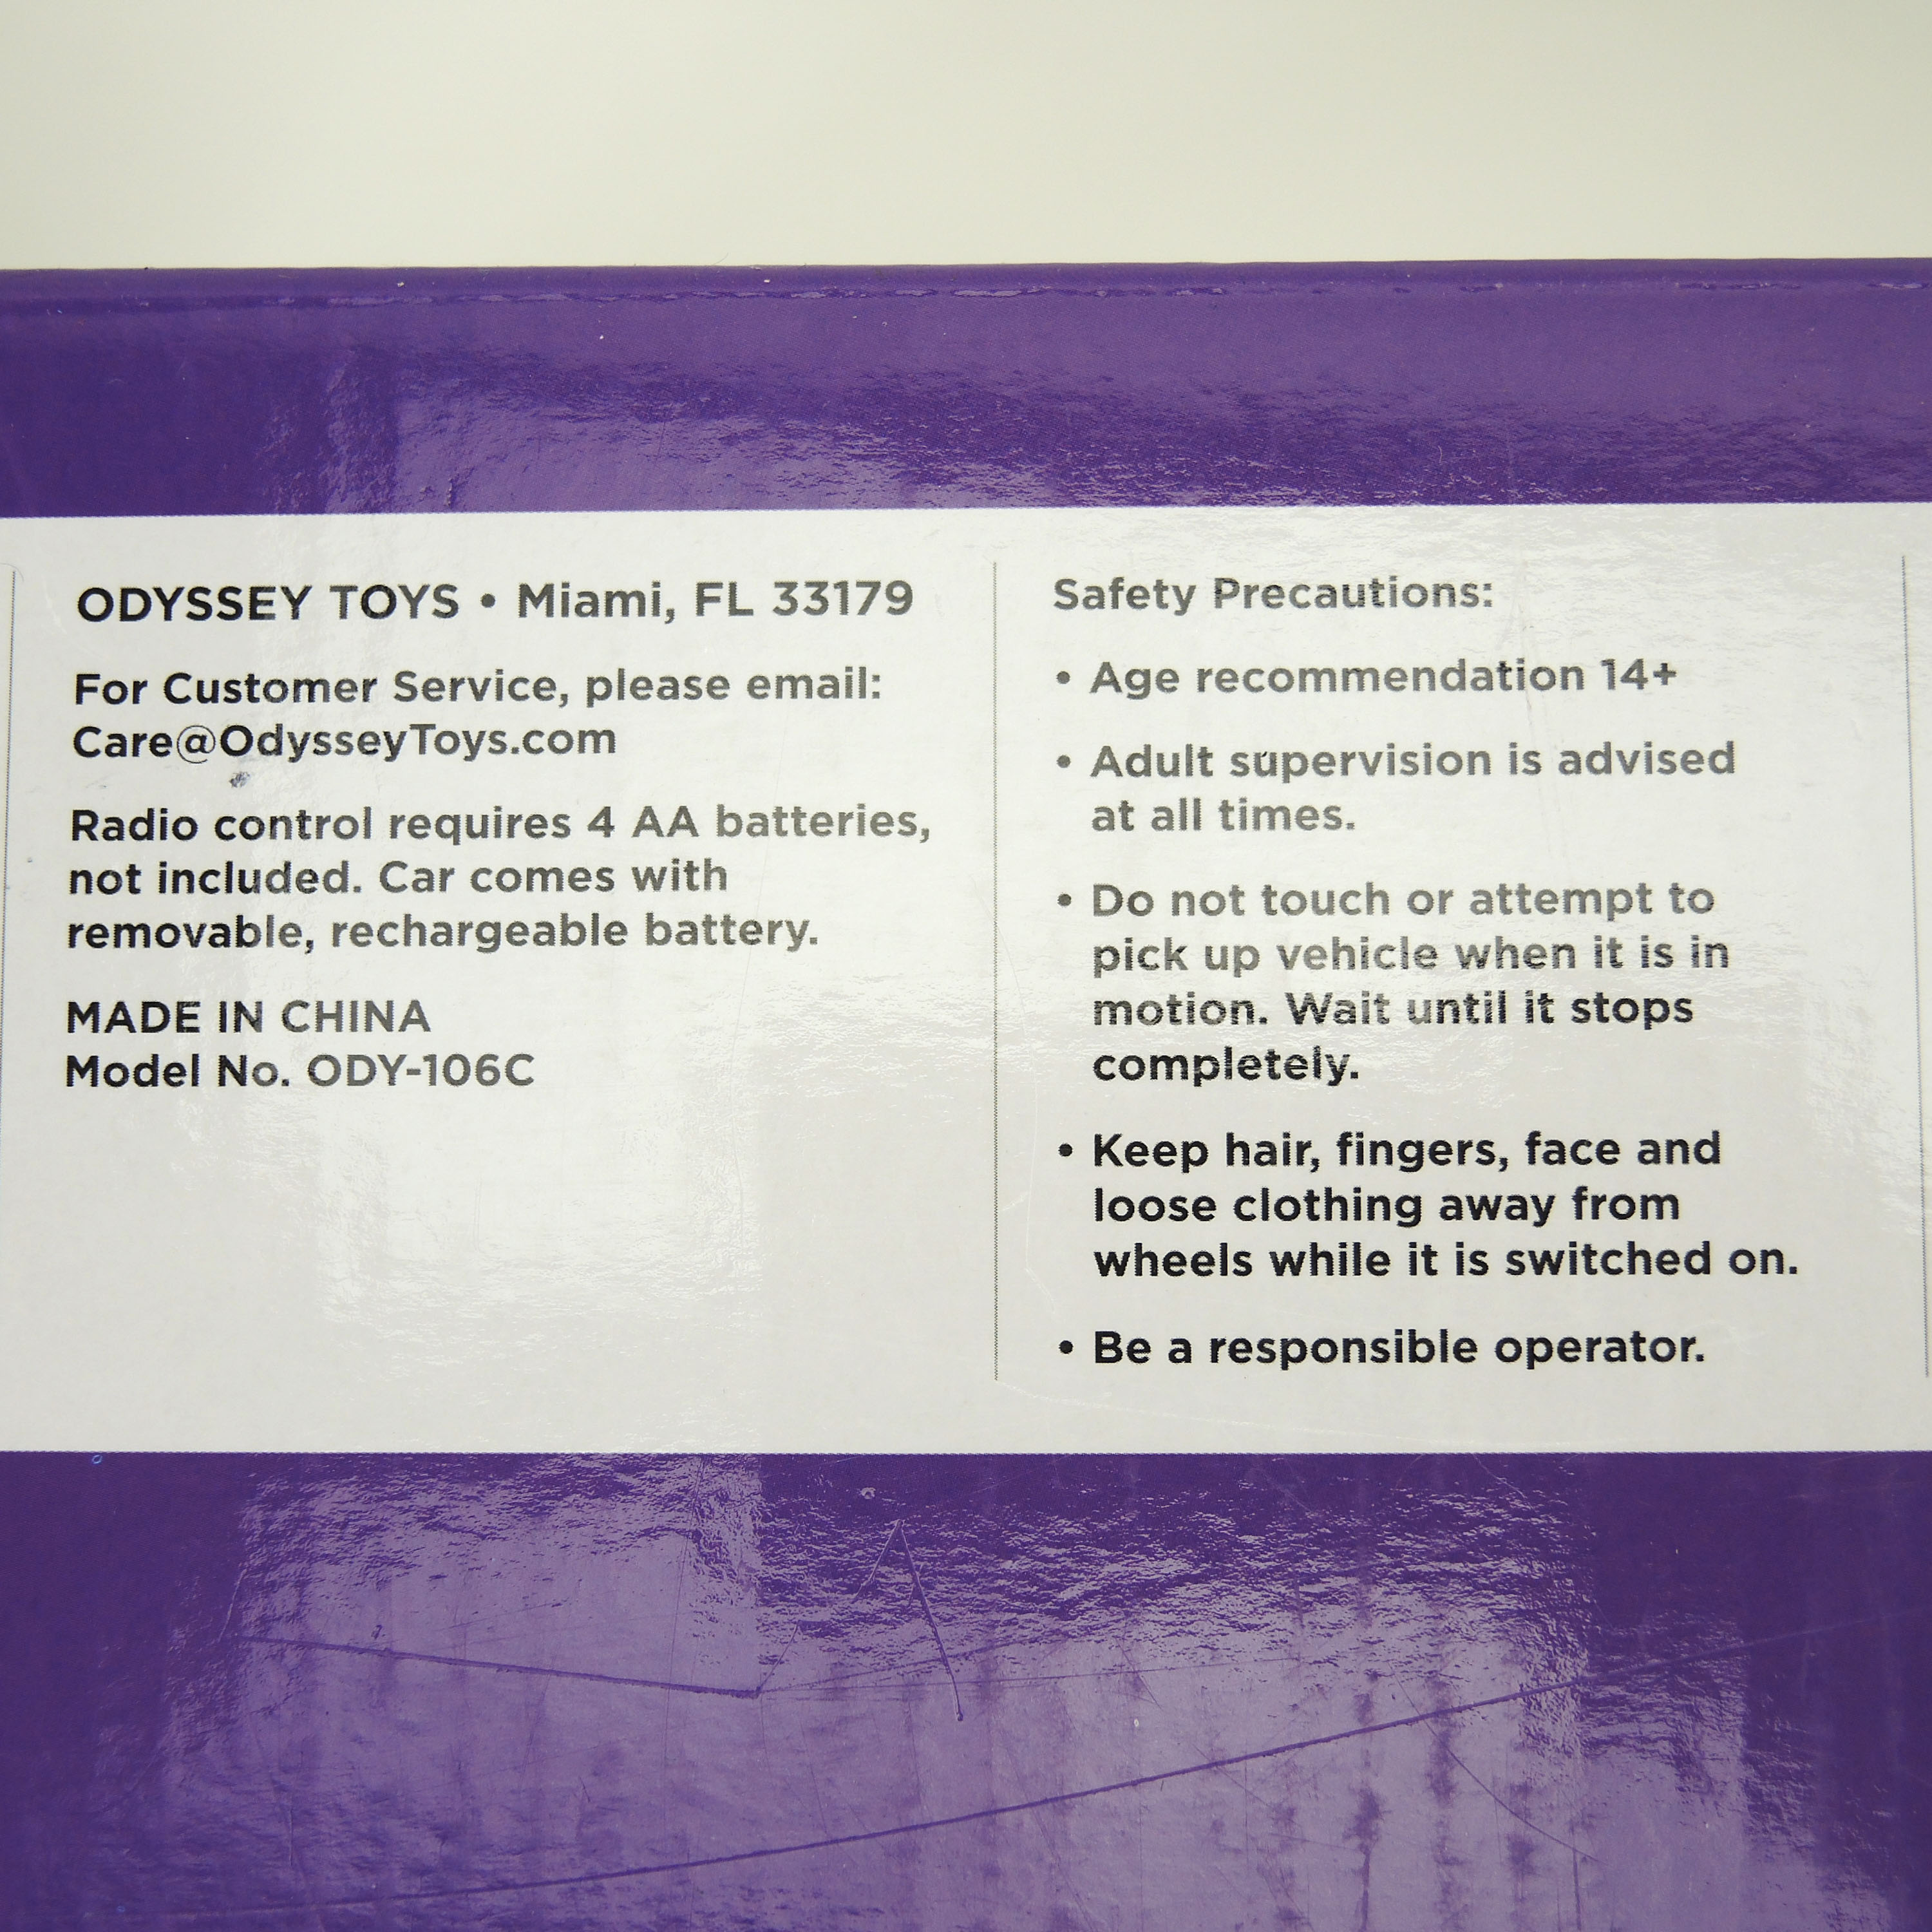 ODYSSEY TOYS • Miami, FL 33179
For Customer Service, please email:
Care@OdysseyToys.com
Radio control requires 4 AA batteries,
not included. Car comes with
removable, rechargeable battery.
MADE IN CHINA
Model No. ODY-106C
Safety Precautions:
• Age recommendation 14+
• Adult supervision is advised
at all times.
• Do not touch or attempt to
pick up vehicle when it is in
motion. Wait until it stops
completely.
• Keep hair, fingers, face and
loose clothing away from
wheels while it is switched on.
• Be a responsible operator.